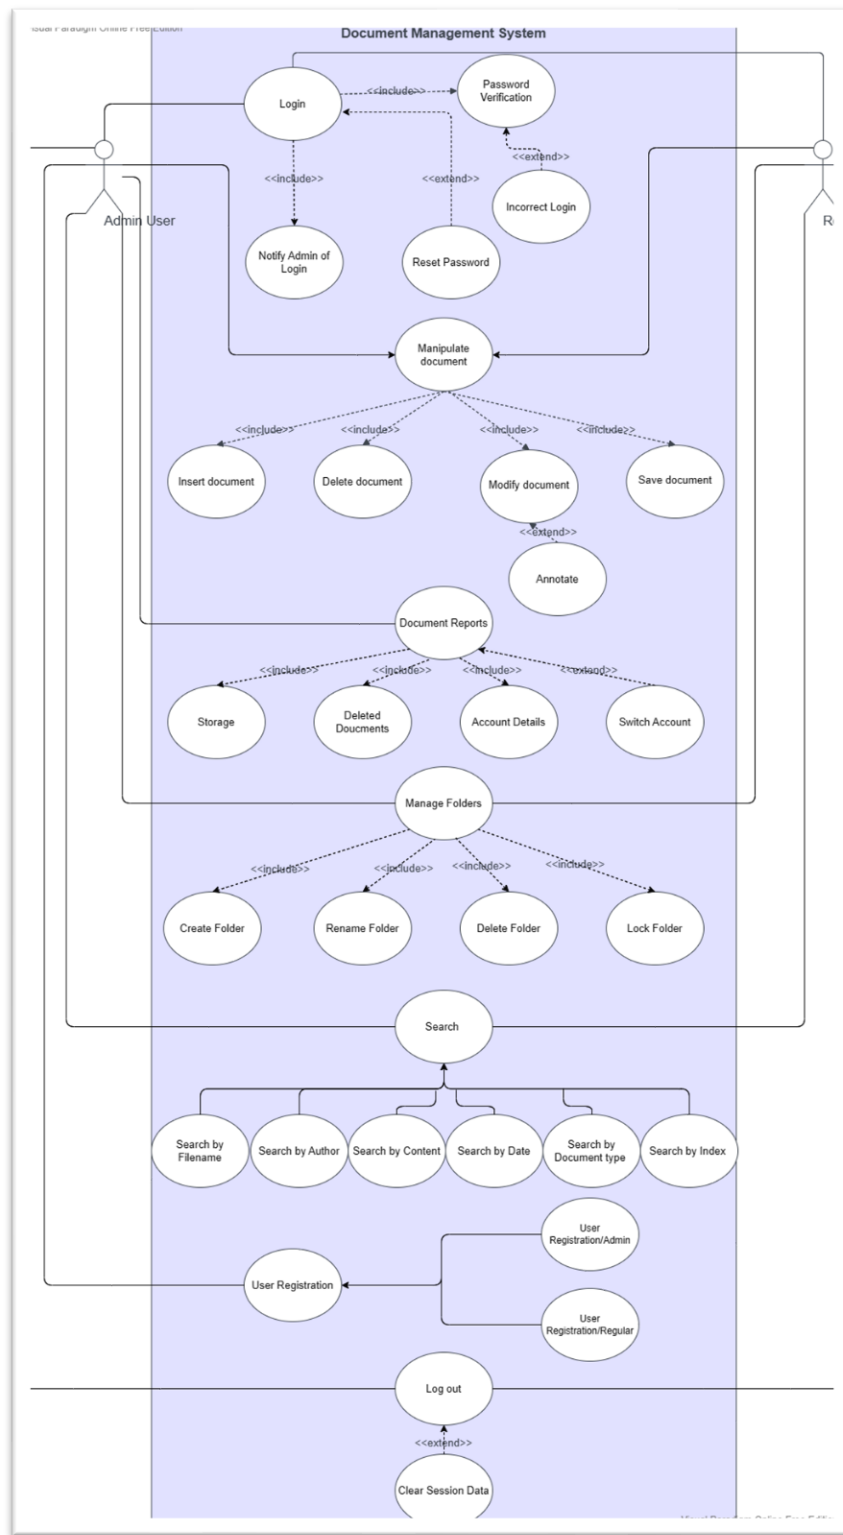 Document Management System
Login
<<include>>
Password
Verification
<<include>>
<<extend>>
<<extend>>
Incorrect Login
Admin User
R
Notify Admin of
Login
Reset Password
Manipulate
document
<<include>>
<<include>>
<<include>>
<<include>>
Insert document
Delete document
Modify document
Save document
<<extend>>
Annotate
Document Reports
<<include>>
<<include>>
<<include>>
<<extend>>
Storage
Deleted
Doucments
Account Details
Switch Account
Manage Folders
<<include>>
<<include>>
<<include>>
<<include>>
Create Folder
Rename Folder
Delete Folder
Lock Folder
Search
Search by
Filename
Search by Author
Search by Content
Search by Date
Search by
Document type
Search by Index
User
Registration/Admin
User Registration
User
Registration/Regular
Log out
<<extend>>
Clear Session Data